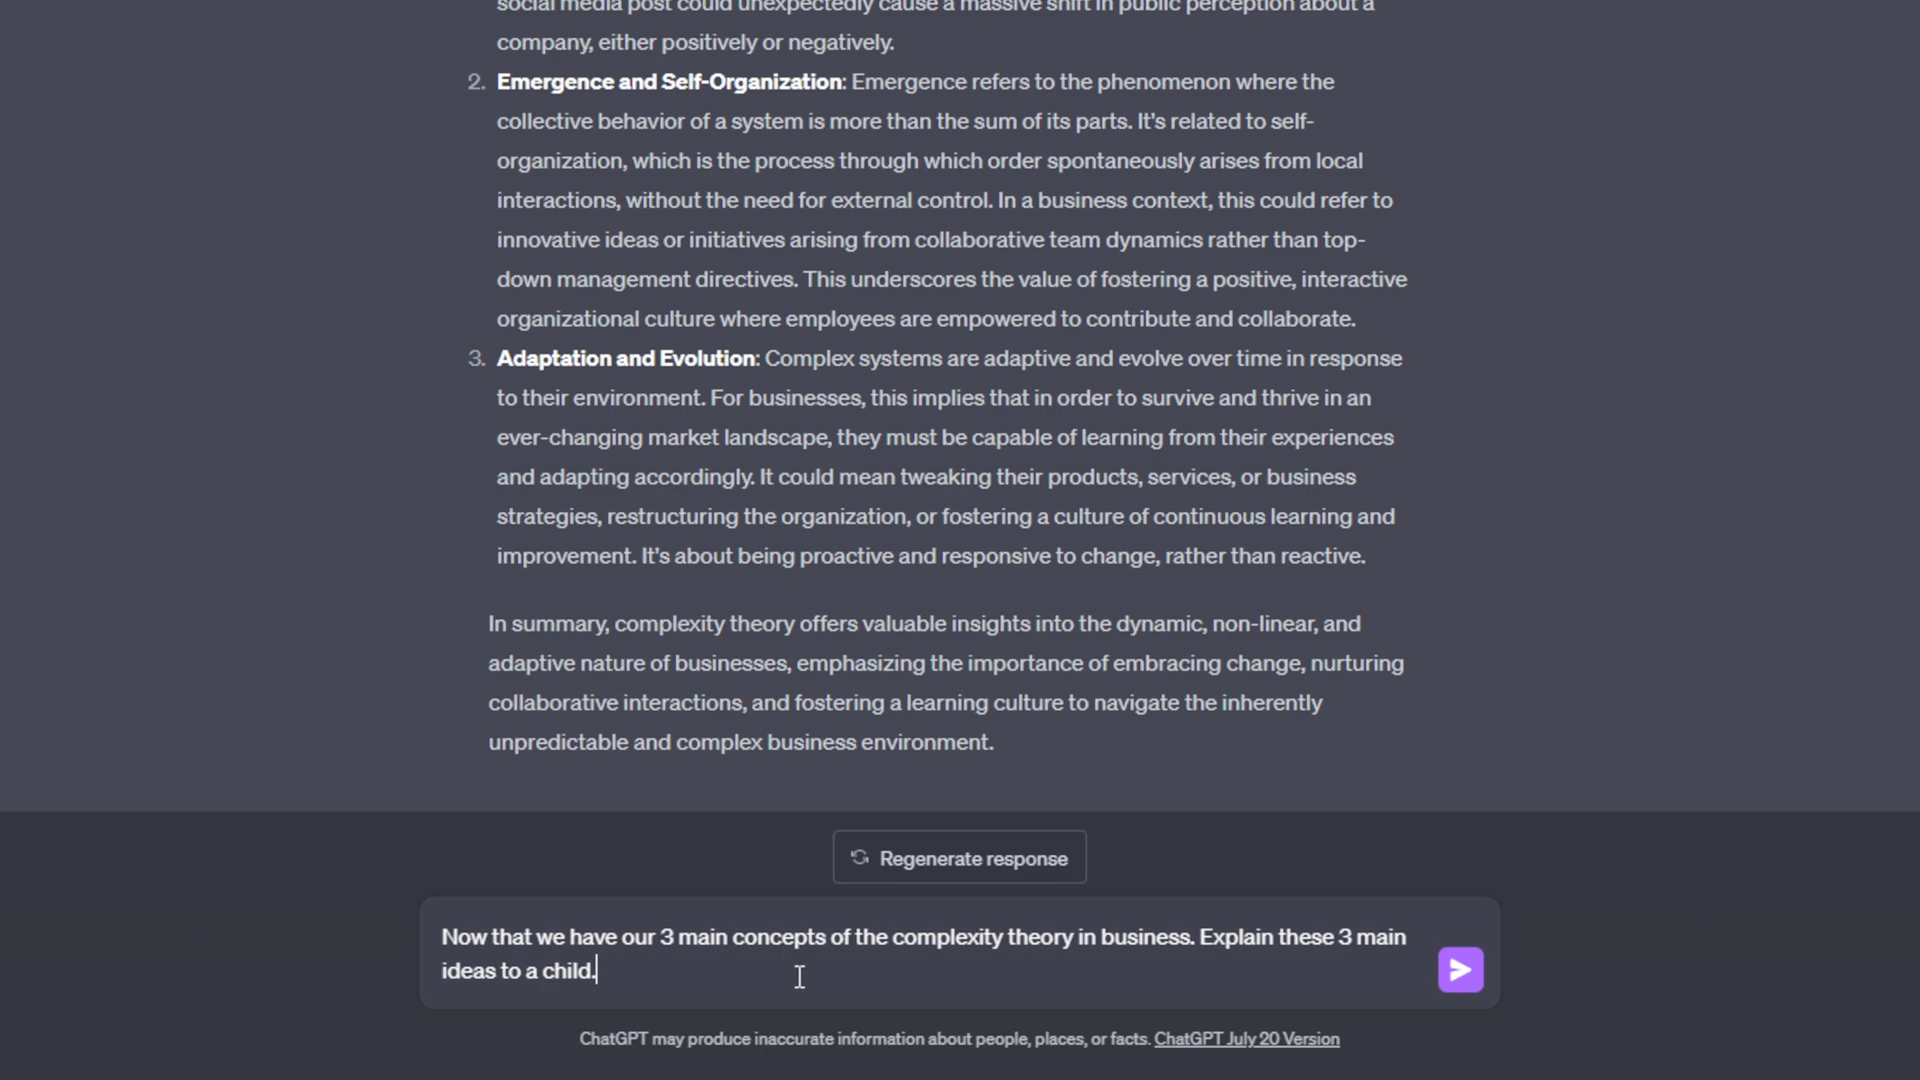 social media post could unexpectedly cause a massive shift in public perception about a
company, either positively or negatively.
2. Emergence and Self-Organization: Emergence refers to the phenomenon where the
collective behavior of a system is more than the sum of its parts. It's related to self-
organization, which is the process through which order spontaneously arises from local
interactions, without the need for external control. In a business context, this could refer to
innovative ideas or initiatives arising from collaborative team dynamics rather than top-
down management directives. This underscores the value of fostering a positive, interactive
organizational culture where employees are empowered to contribute and collaborate.
3. Adaptation and Evolution: Complex systems are adaptive and evolve over time in response
to their environment. For businesses, this implies that in order to survive and thrive in an
ever-changing market landscape, they must be capable of learning from their experiences
and adapting accordingly. It could mean tweaking their products, services, or business
strategies, restructuring the organization, or fostering a culture of continuous learning and
improvement. It's about being proactive and responsive to change, rather than reactive.
In summary, complexity theory offers valuable insights into the dynamic, non-linear, and
adaptive nature of businesses, emphasizing the importance of embracing change, nurturing
collaborative interactions, and fostering a learning culture to navigate the inherently
unpredictable and complex business environment.
Regenerate response
Now that we have our 3 main concepts of the complexity theory in business. Explain these 3 main
ideas to a child.
ChatGPT may produce inaccurate information about people, places, or facts. ChatGPT July 20 Version